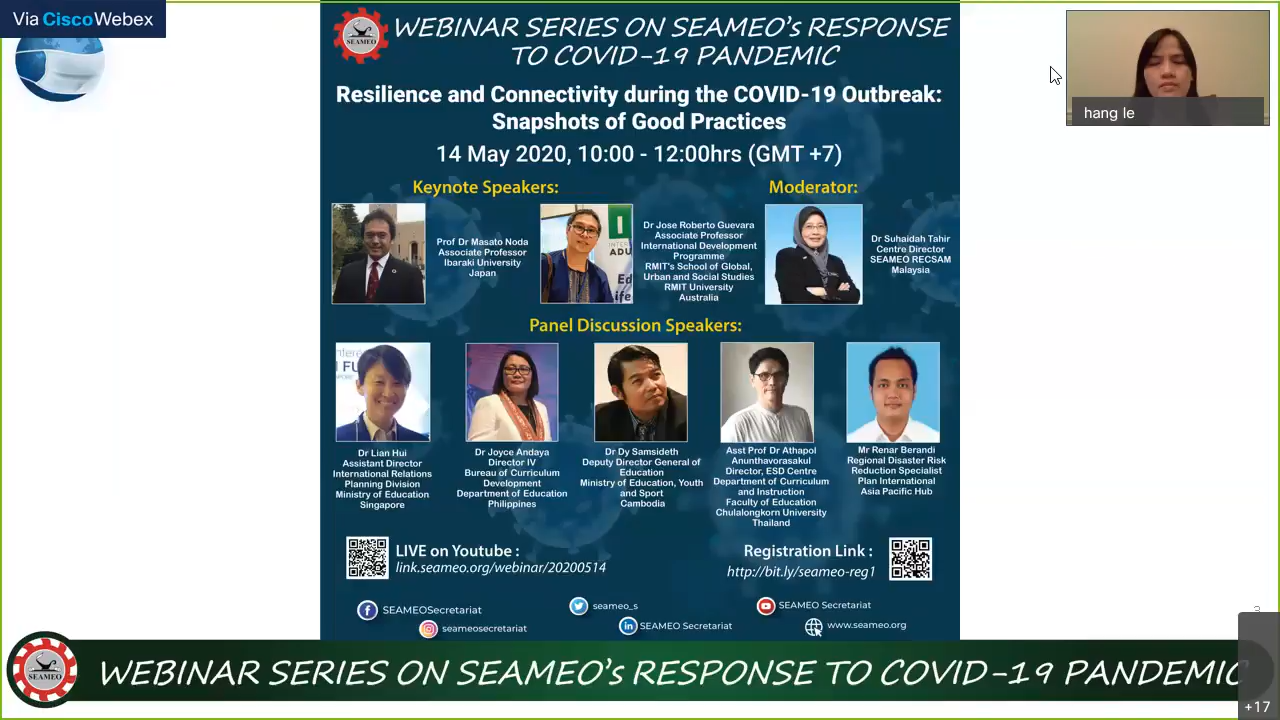 Via CiscoWebex
SEAMEO
WEBINAR SERIES ON SEAMEO's RESPONSE
TO COVID-19 PANDEMIC
hang le
Resilience and Connectivity during the COVID-19 Outbreak:
Snapshots of Good Practices
14 May 2020, 10:00 - 12:00hrs (GMT +7)
Keynote Speakers:
Moderator:
Prof Dr Masato Noda
Associate Professor
Ibaraki University
Japan
Dr Jose Roberto Guevara
Associate Professor
International Development
Programme
RMIT's School of Global,
Urban and Social Studies
RMIT University
Australia
Dr Suhaidah Tahir
Centre Director
SEAMEO RECSAM
Malaysia
Panel Discussion Speakers:
Dr Lian Hui
Assistant Director
International Relations
Planning Division
Ministry of Education
Singapore
Dr Joyce Andaya
Director IV
Bureau of Curriculum
Development
Department of Education
Philippines
Dr Dy Samsideth
Deputy Director General of
Education
Ministry of Education, Youth
and Sport
Cambodia
Asst Prof Dr Athapol
Anunthavorasakul
Director, ESD Centre
Department of Curriculum
and Instruction
Faculty of Education
Chulalongkorn University
Thailand
Mr Renar Berandi
Regional Disaster Risk
Reduction Specialist
Plan International
Asia Pacific Hub
LIVE on Youtube :
link.seameo.org/webinar/20200514
Registration Link :
http://bit.ly/seameo-reg1
SEAMEOSecretariat
seameo_s
SEAMEO Secretariat
seameosecretariat
SEAMEO Secretariat
www.seameo.org
SEAMEO
WEBINAR SERIES ON SEAMEO's RESPONSE TO COVID-19 PANDEMIC
+17